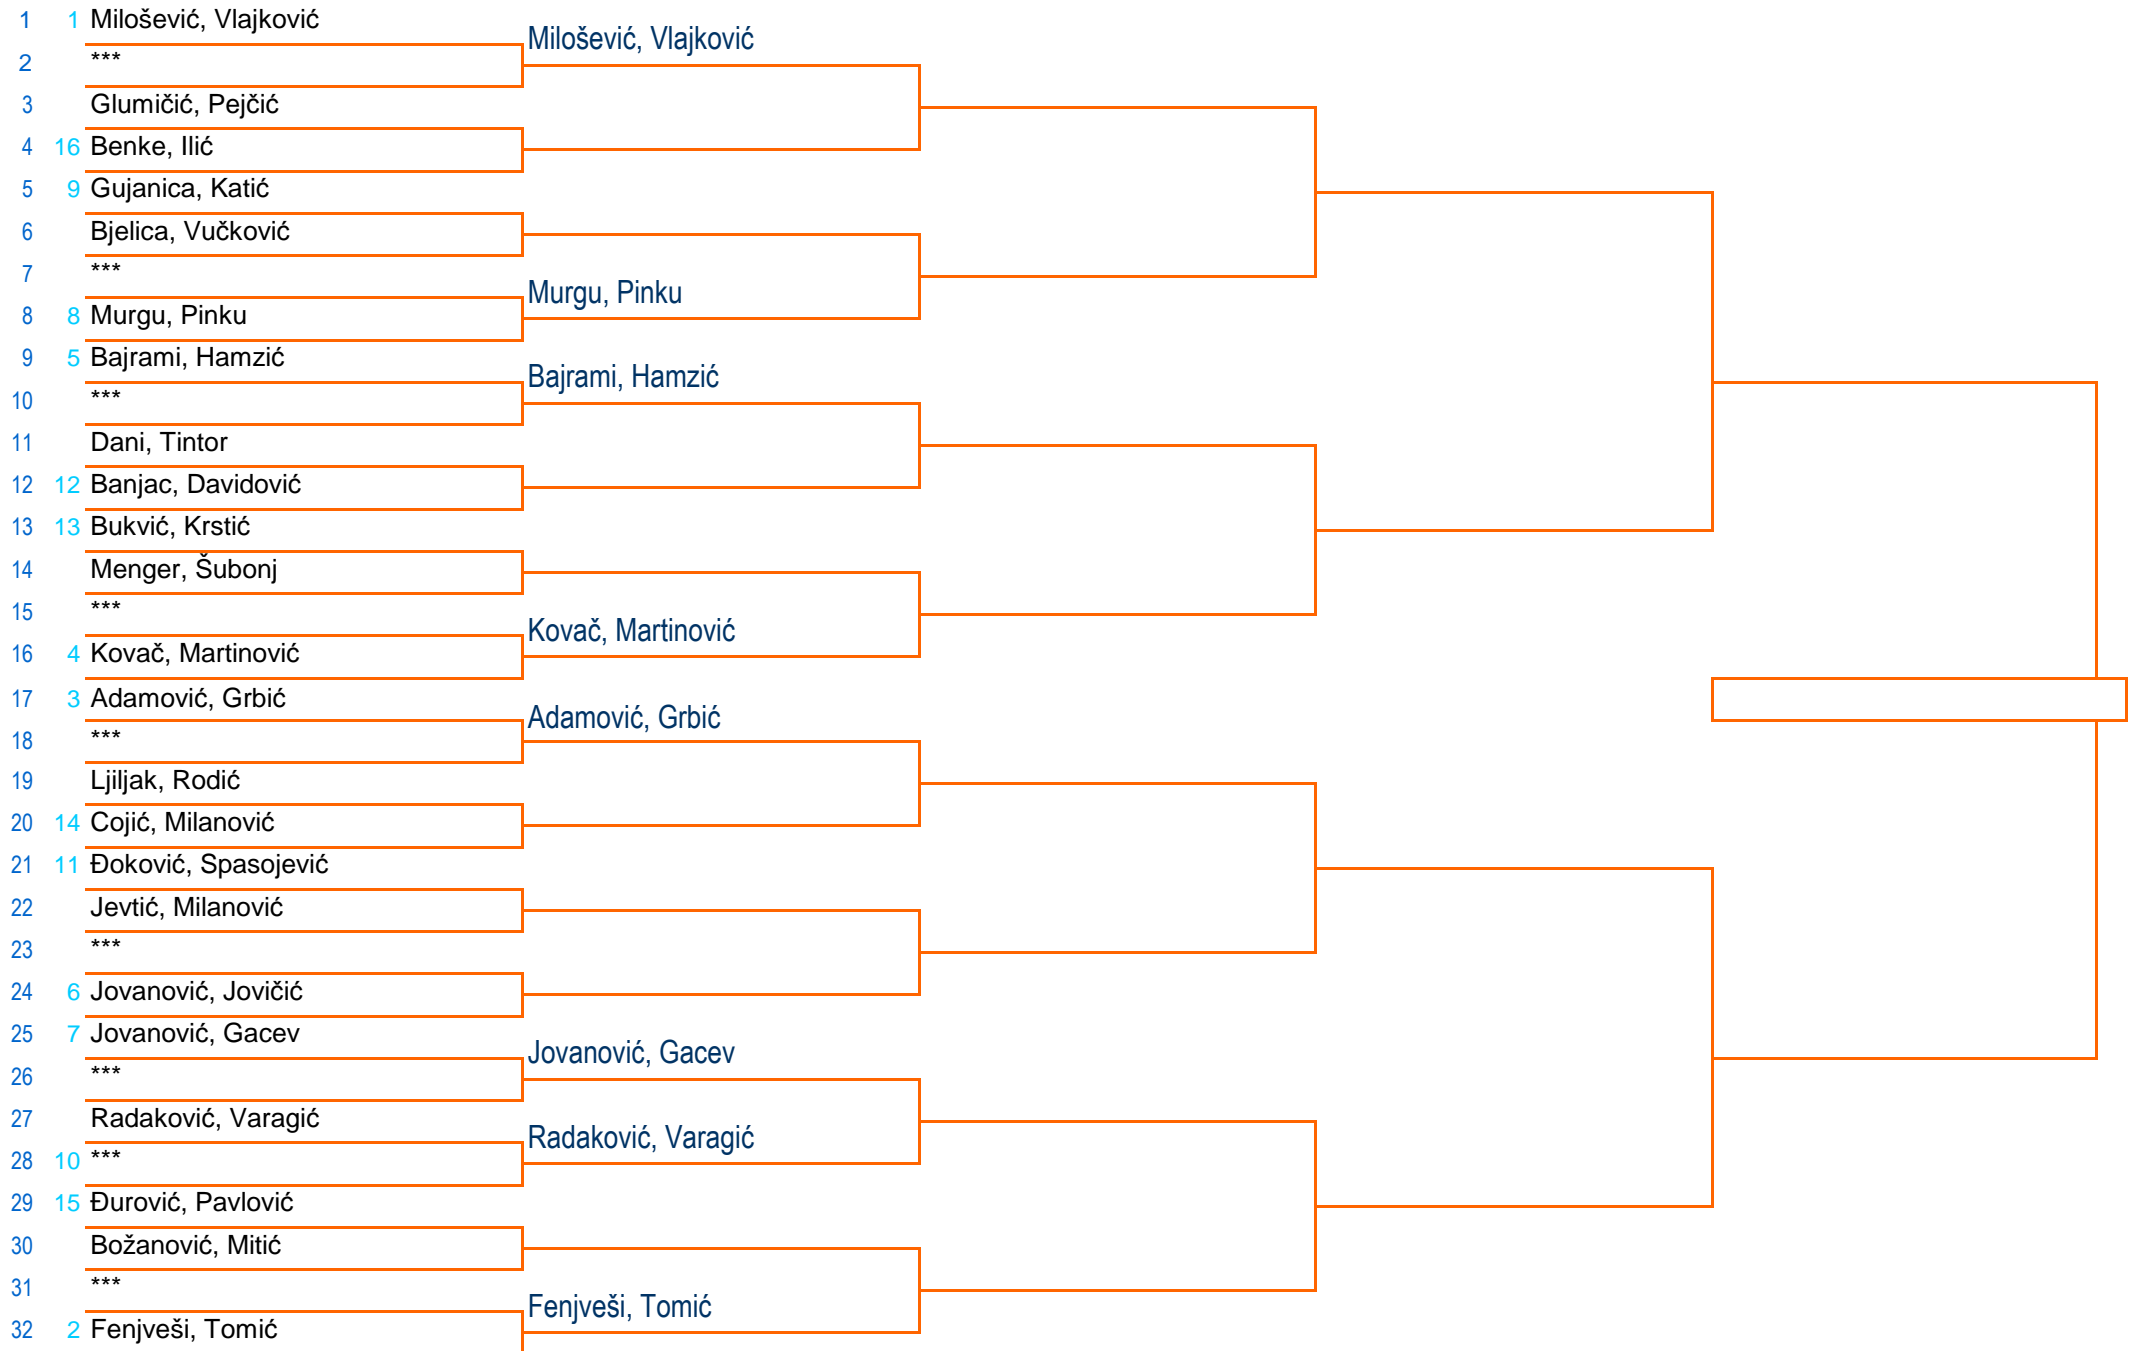 1 1 Milošević, Vlajković
Milošević, Vlajković
2 ***
3 Glumičić, Pejčić
4 16 Benke, Ilić
5 9 Gujanica, Katić
6 Bjelica, Vučković
7 ***
Murgu, Pinku
8 8 Murgu, Pinku
9 5 Bajrami, Hamzić
Bajrami, Hamzić
10 ***
11 Dani, Tintor
12 12 Banjac, Davidović
13 13 Bukvić, Krstić
14 Menger, Šubonj
15 ***
Kovač, Martinović
16 4 Kovač, Martinović
17 3 Adamović, Grbić
Adamović, Grbić
18 ***
19 Ljiljak, Rodić
20 14 Cojić, Milanović
21 11 Đoković, Spasojević
22 Jevtić, Milanović
23 ***
24 6 Jovanović, Jovičić
25 7 Jovanović, Gacev
Jovanović, Gacev
26 ***
27 Radaković, Varagić
Radaković, Varagić
28 10 ***
29 15 Đurović, Pavlović
30 Božanović, Mitić
31 ***
Fenjveši, Tomić
32 2 Fenjveši, Tomić